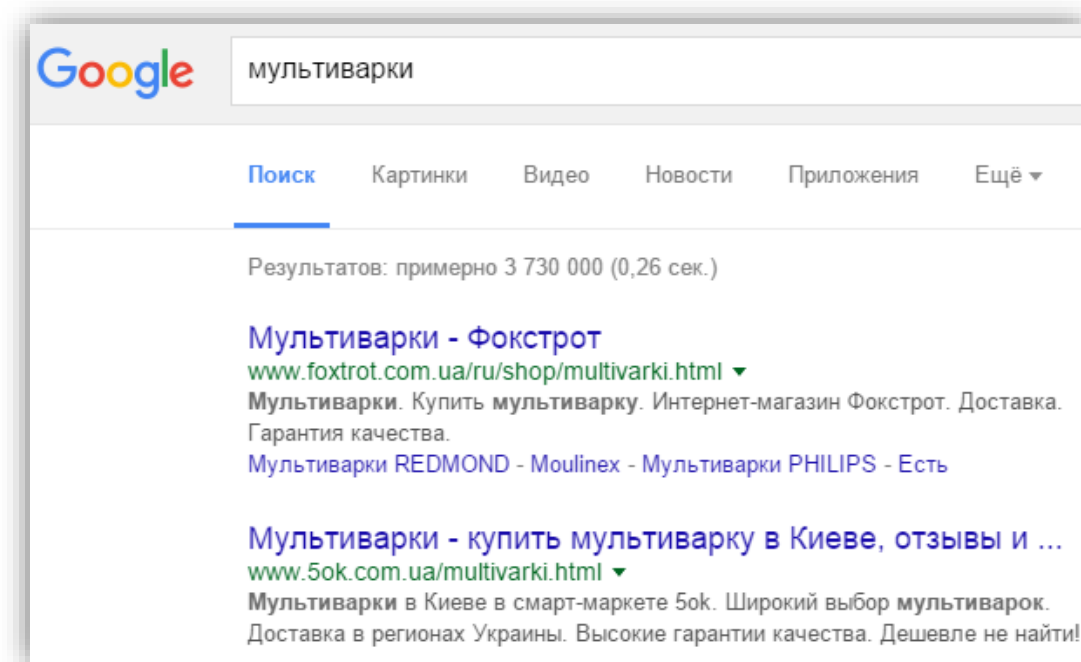 Google
мультиварки
Поиск Картинки Видео Новости Приложения Ещё
Результатов: примерно 3 730 000 (0,26 сек.)
Мультиварки - Фокстрот
www.foxtrot.com.ua/ru/shop/multivarki.html
Мультиварки. Купить мультиварку. Интернет-магазин Фокстрот. Доставка.
Гарантия качества.
Мультиварки REDMOND - Moulinex - Мультиварки PHILIPS - Есть
Мультиварки - купить мультиварку в Киеве, отзывы и ...
www.5ok.com.ua/multivarki.html
Мультиварки в Киеве в смарт-маркете 5ok. Широкий выбор мультиварок.
Доставка в регионах Украины. Высокие гарантии качества. Дешевле не найти!